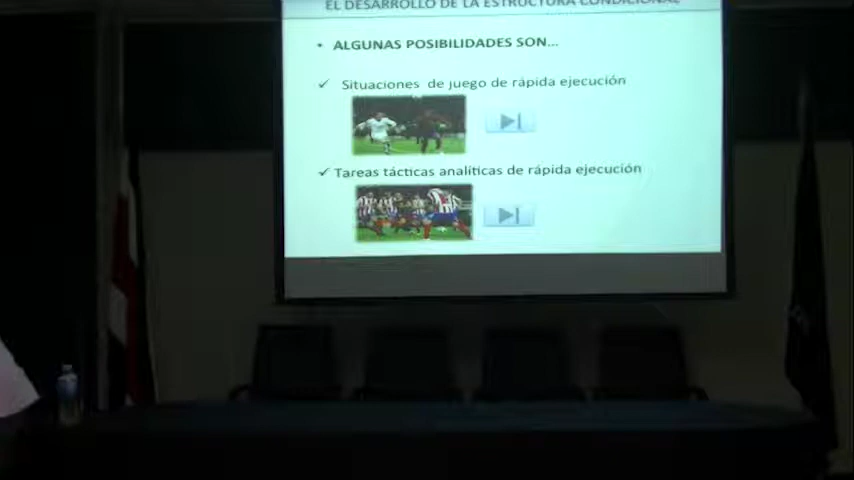 EL DESARROLLO DE LA ESTRUCTURA CONDICIONAL
• ALGUNAS POSIBILIDADES SON...
✓ Situaciones de juego de rápida ejecución
✓ Tareas tácticas analíticas de rápida ejecución